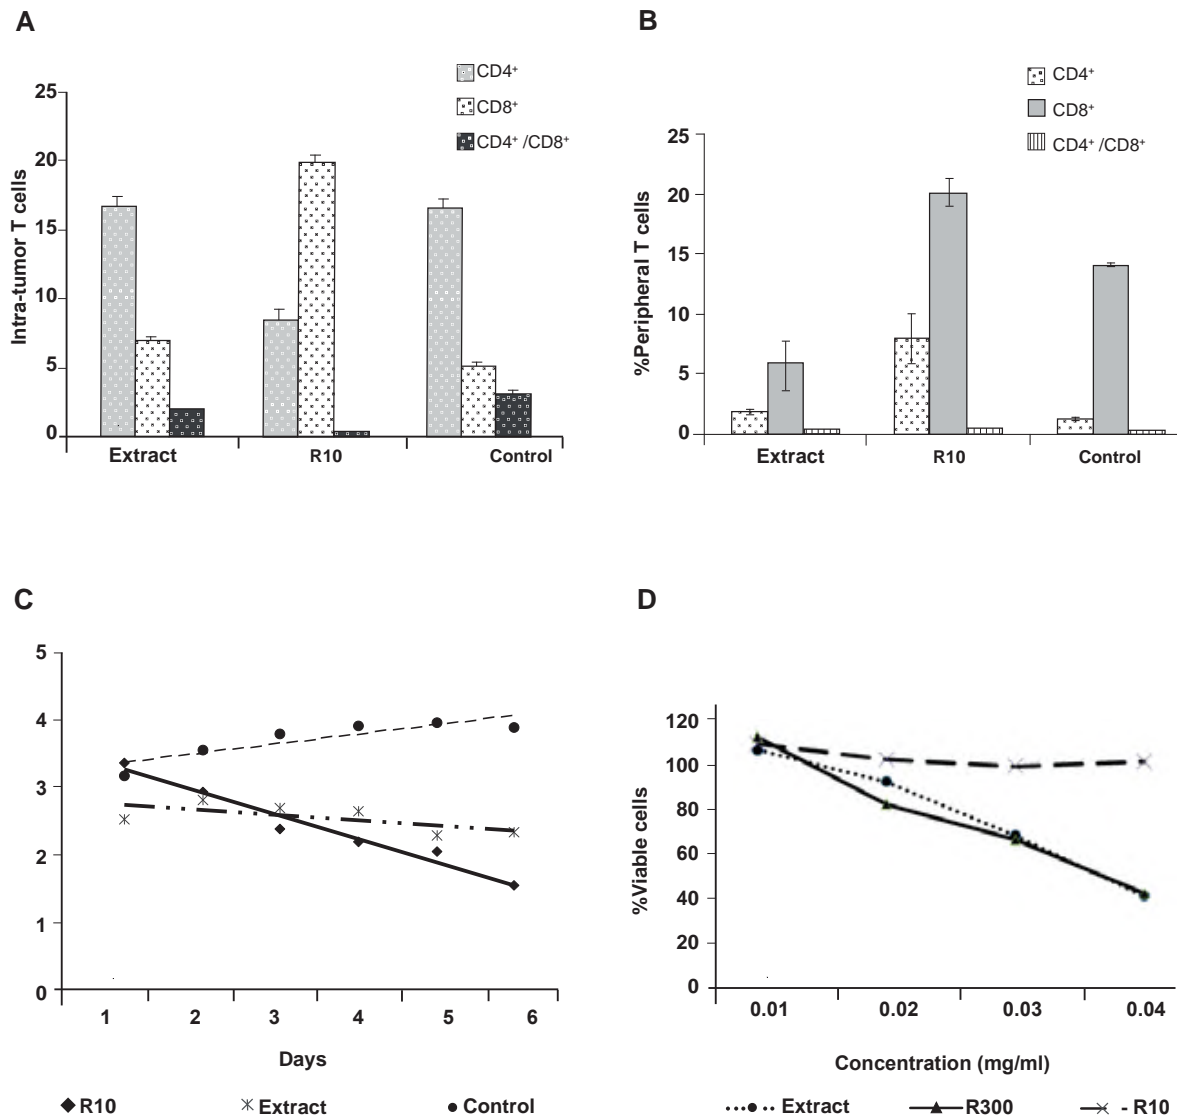 A
CD4+
CD8+
CD4+ /CD8+
25
20
15
10
5
0
Intra-tumor T cells
Extract
R10
Control
B
CD4+
CD8+
CD4+ /CD8+
25
20
15
10
5
0
%Peripheral T cells
Extract
R10
Control
C
5
4
3
2
1
0
1
2
3
4
5
6
Days
R10
Extract
Control
D
120
100
80
60
40
20
0
%Viable cells
0.01
0.02
0.03
0.04
Concentration (mg/ml)
Extract
R300
R10